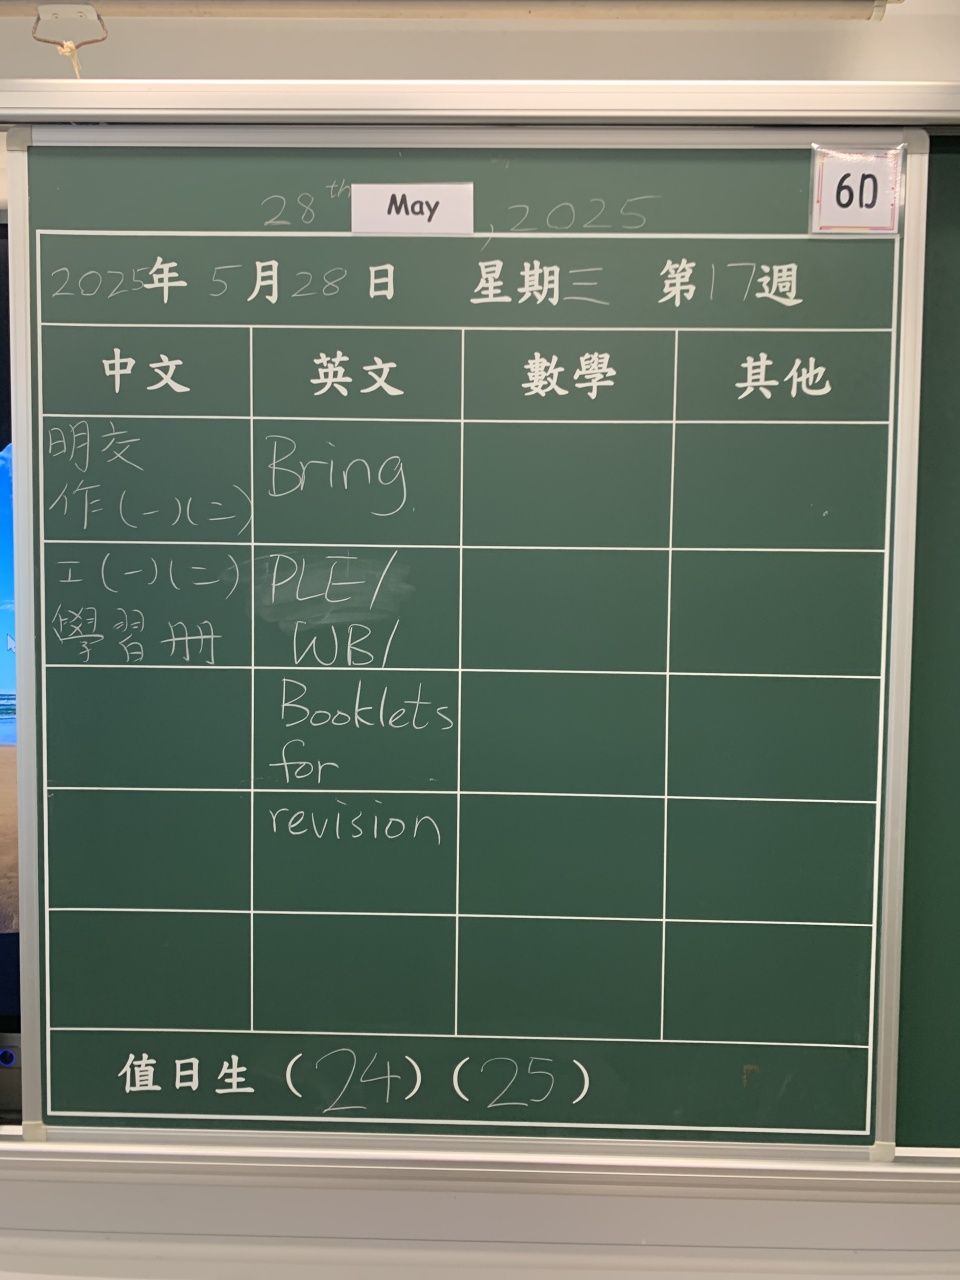 28th May, 2025
6D
2025年 5月28日 星期三 第17週
中文 英文 數學 其他
明交
作(一)(二)
工(一)(二)
學習冊
Bring
PLE/
WB/
Booklets
for
revision
值日生 (24) (25)